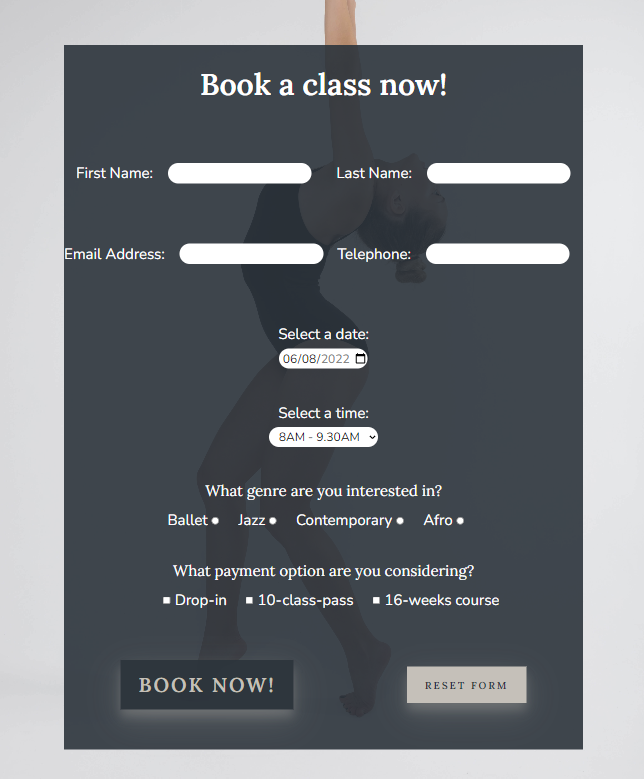 Book a class now!
First Name: Last Name:
Email Address: Telephone:
Select a date:
06/08/2022
Select a time:
8AM - 9.30AM
What genre are you interested in?
Ballet Jazz Contemporary Afro
What payment option are you considering?
Drop-in 10-class-pass 16-weeks course
BOOK NOW! RESET FORM